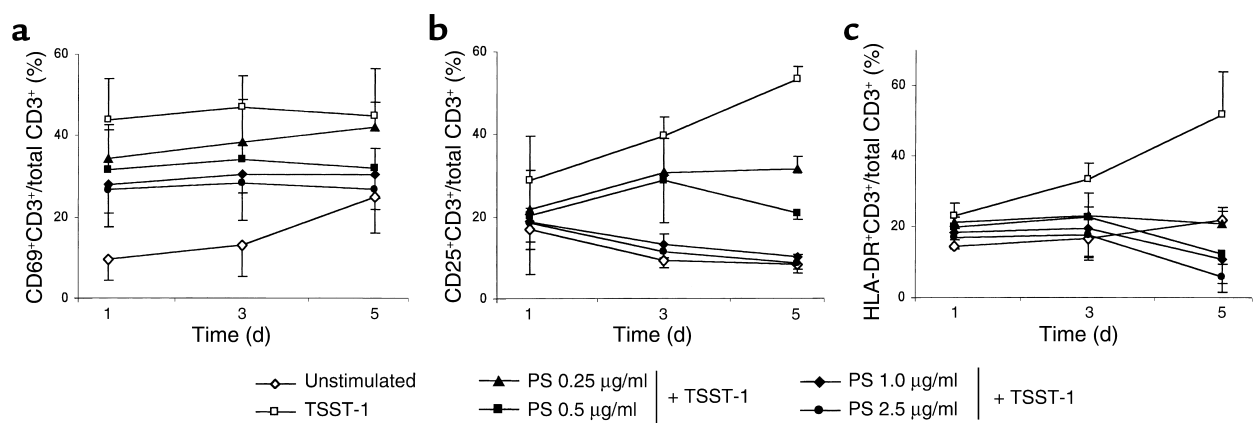 a
CD69⁺CD3⁺/total CD3⁺ (%)
60
40
20
0
1 3 5
Time (d)
b
CD25⁺CD3⁺/total CD3⁺ (%)
60
40
20
0
1 3 5
Time (d)
c
HLA-DR⁺CD3⁺/total CD3⁺ (%)
60
40
20
0
1 3 5
Time (d)
Unstimulated
TSST-1
PS 0.25 μg/ml
PS 0.5 μg/ml
+ TSST-1
PS 1.0 μg/ml
PS 2.5 μg/ml
+ TSST-1